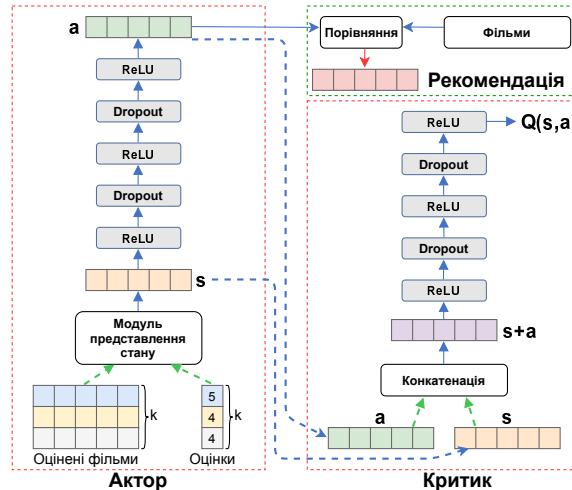 a
ReLU
Dropout
ReLU
Dropout
ReLU
s
Модуль
представлення
стану
k
5
4
4
k
Оцінені фільми
Оцінки
Актор
Порівняння
Фільми
Рекомендація
ReLU
Q(s,a
Dropout
ReLU
Dropout
ReLU
s+a
Конкатенація
a
s
Критик